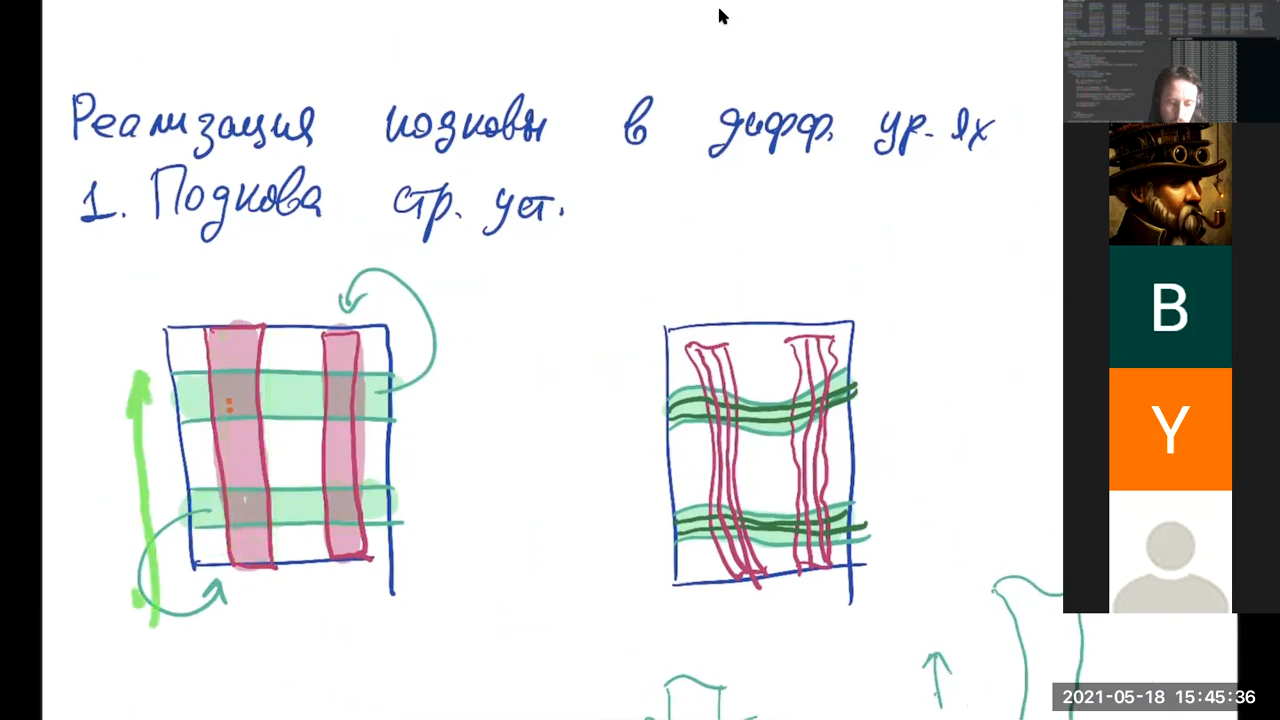 Реализация подковы в дифф. ур-ях
1. Подкова стр. уст.
B
Y
2021-05-18 15:45:36